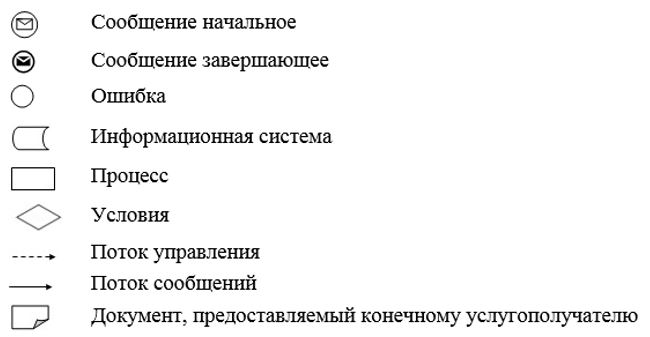 Сообщение начальное
Сообщение завершающее
Ошибка
Информационная система
Процесс
Условия
Поток управления
Поток сообщений
Документ, предоставляемый конечному услугополучателю